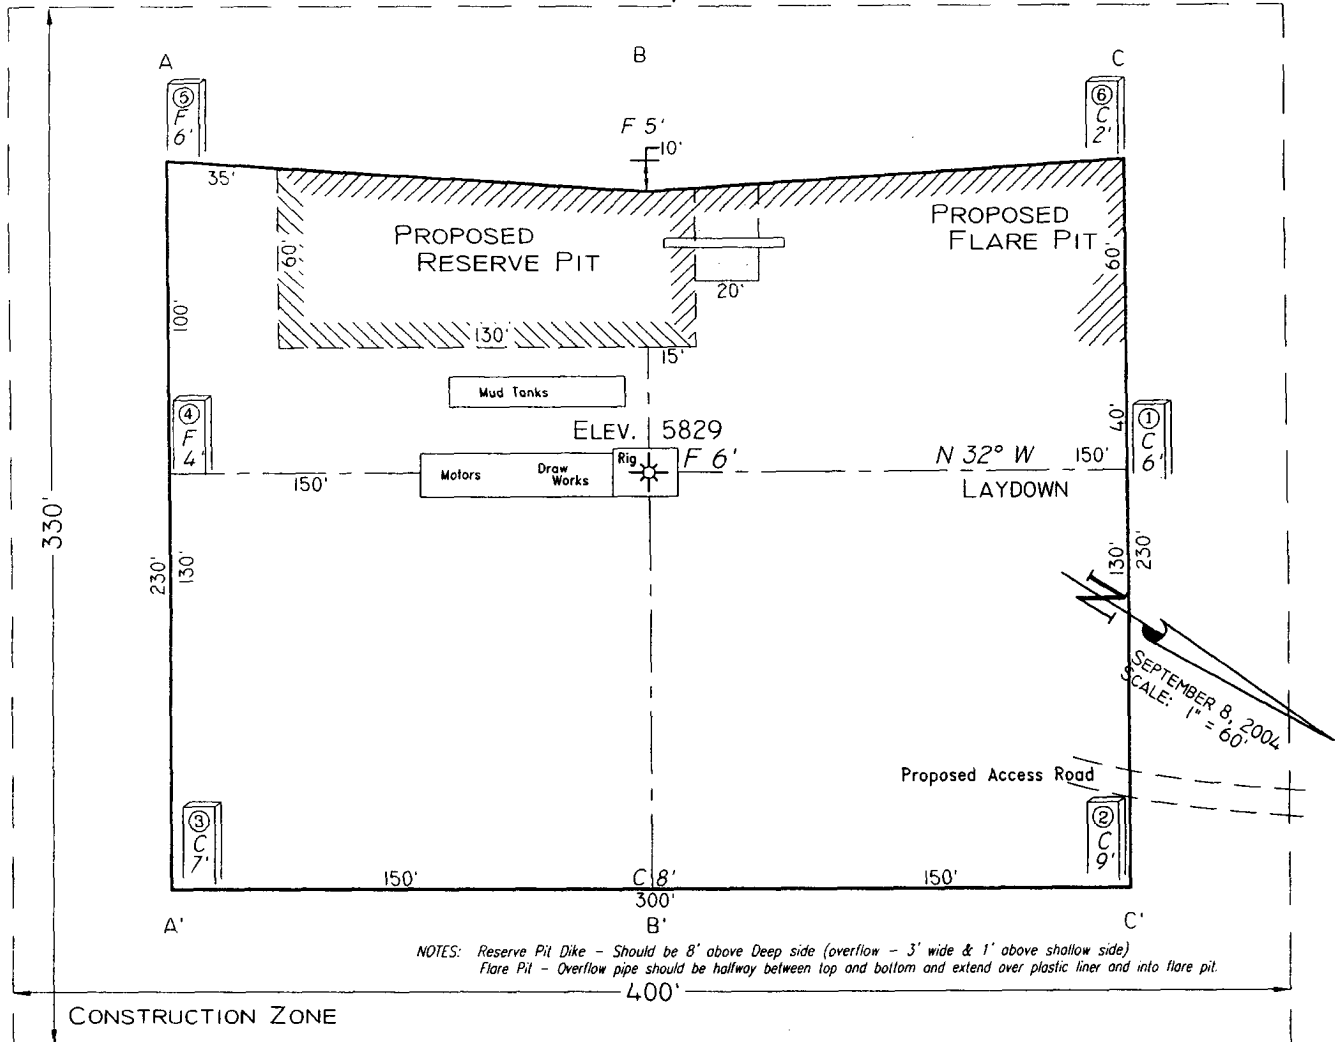 A
B
C
⑤
F
6'
⑥
C
2'
F 5'
10'
35'
PROPOSED
RESERVE PIT
PROPOSED
FLARE PIT
60'
60'
20'
100'
130'
15'
Mud Tanks
④
F
4'
①
C
6'
40'
ELEV. 5829
Rig
F 6'
N 32° W
150'
Motors
Draw
Works
150'
LAYDOWN
330'
230'
130'
130'
230'
N
SEPTEMBER 8, 2004
SCALE: 1" = 60'
Proposed Access Road
③
C
7'
②
C
9'
150'
C 8'
150'
300'
A'
B'
C'
NOTES: Reserve Pit Dike - Should be 8' above Deep side (overflow - 3' wide & 1' above shallow side)
Flare Pit - Overflow pipe should be halfway between top and bottom and extend over plastic liner and into flare pit.
400'
CONSTRUCTION ZONE